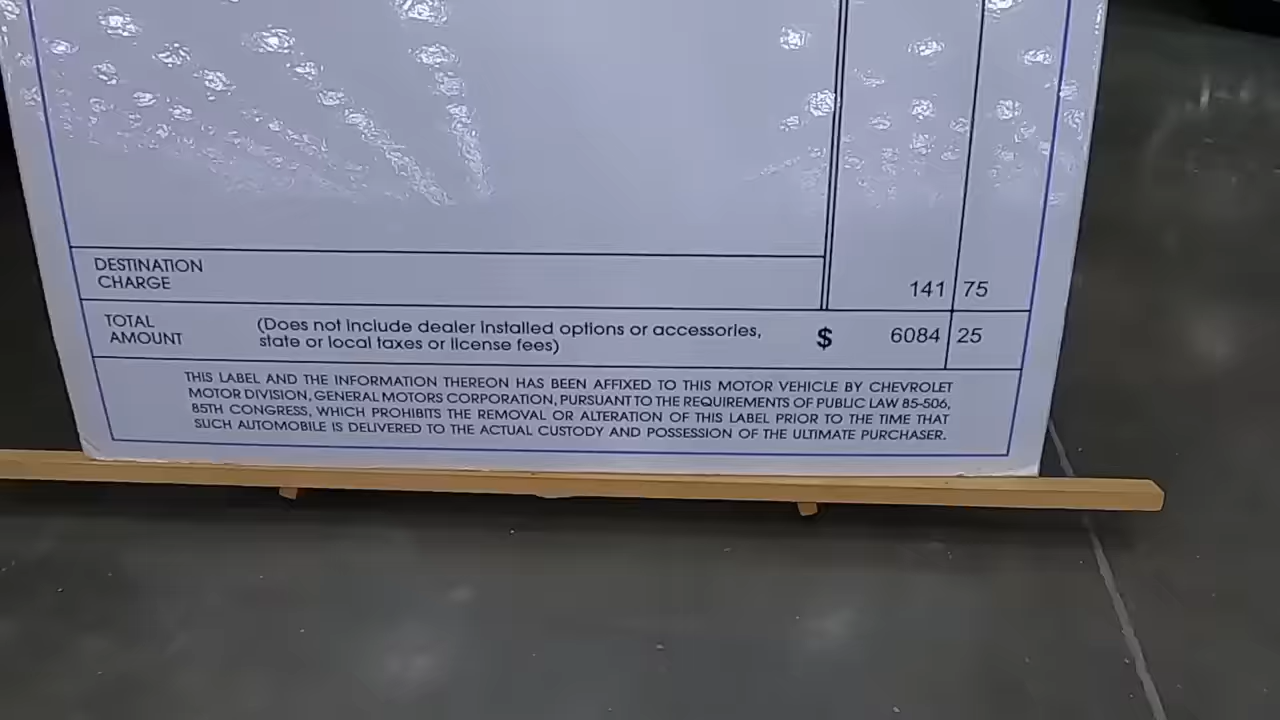 DESTINATION
CHARGE
141 75
TOTAL
AMOUNT
(Does not include dealer installed options or accessories,
state or local taxes or license fees)
$ 6084 25
THIS LABEL AND THE INFORMATION THEREON HAS BEEN AFFIXED TO THIS MOTOR VEHICLE BY CHEVROLET
MOTOR DIVISION, GENERAL MOTORS CORPORATION, PURSUANT TO THE REQUIREMENTS OF PUBLIC LAW 85-506,
85TH CONGRESS, WHICH PROHIBITS THE REMOVAL OR ALTERATION OF THIS LABEL PRIOR TO THE TIME THAT
SUCH AUTOMOBILE IS DELIVERED TO THE ACTUAL CUSTODY AND POSSESSION OF THE ULTIMATE PURCHASER.